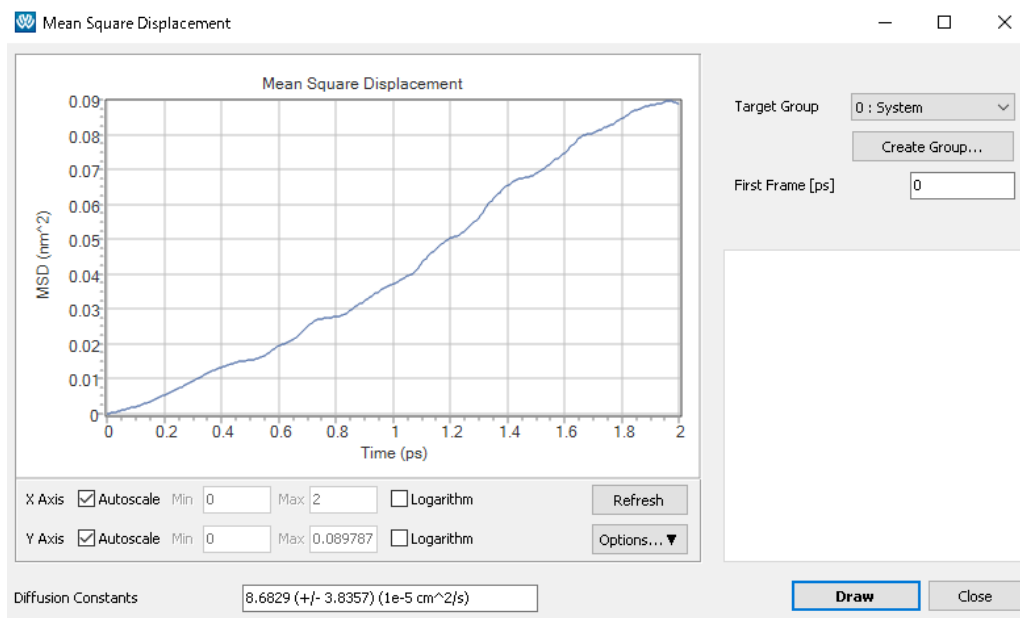 Mean Square Displacement
Mean Square Displacement
0.09
0.08
0.07
0.06
0.05
0.04
0.03
0.02
0.01
0
MSD (nm^2)
0 0.2 0.4 0.6 0.8 1 1.2 1.4 1.6 1.8 2
Time (ps)
Target Group 0 : System
Create Group...
First Frame [ps] 0
X Axis Autoscale Min 0 Max 2 Logarithm Refresh
Y Axis Autoscale Min 0 Max 0.089787 Logarithm Options... ▼
Diffusion Constants 8.6829 (+/- 3.8357) (1e-5 cm^2/s) Draw Close